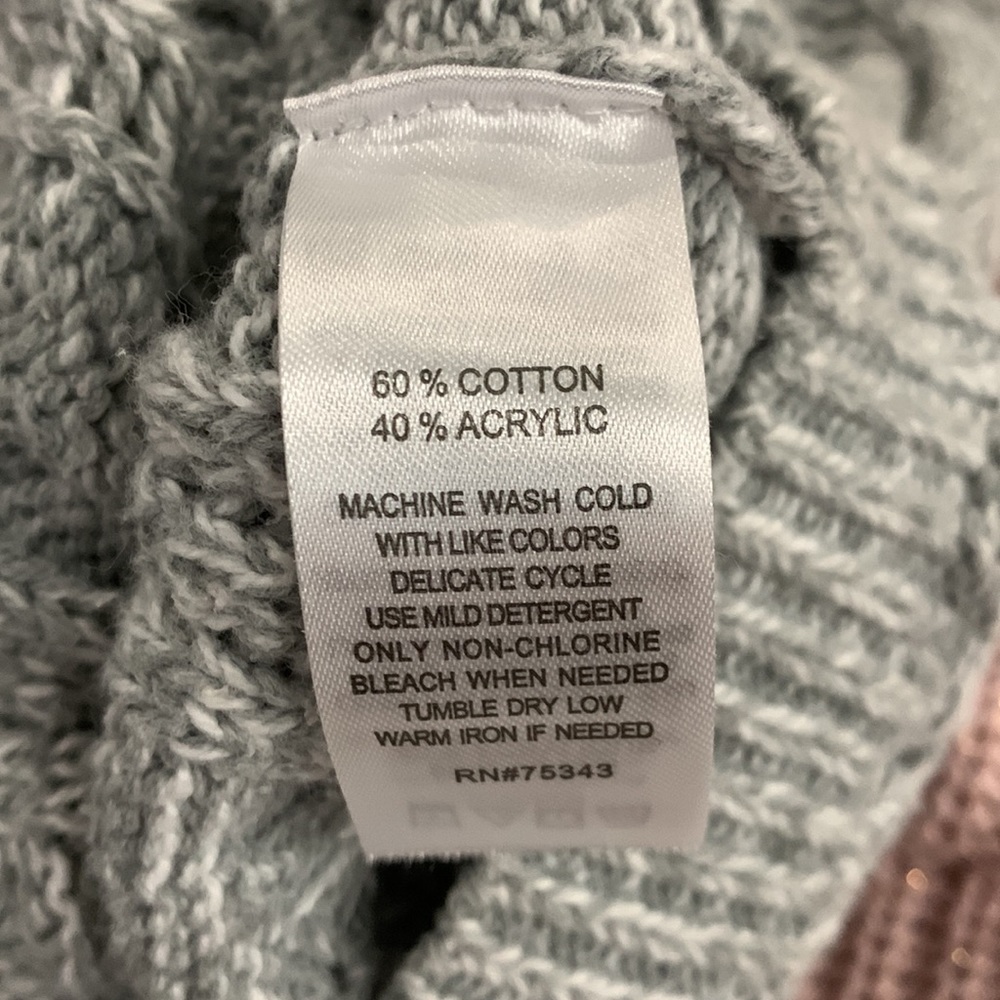 60 % COTTON
40 % ACRYLIC
MACHINE WASH COLD
WITH LIKE COLORS
DELICATE CYCLE
USE MILD DETERGENT
ONLY NON-CHLORINE
BLEACH WHEN NEEDED
TUMBLE DRY LOW
WARM IRON IF NEEDED
RN#75343